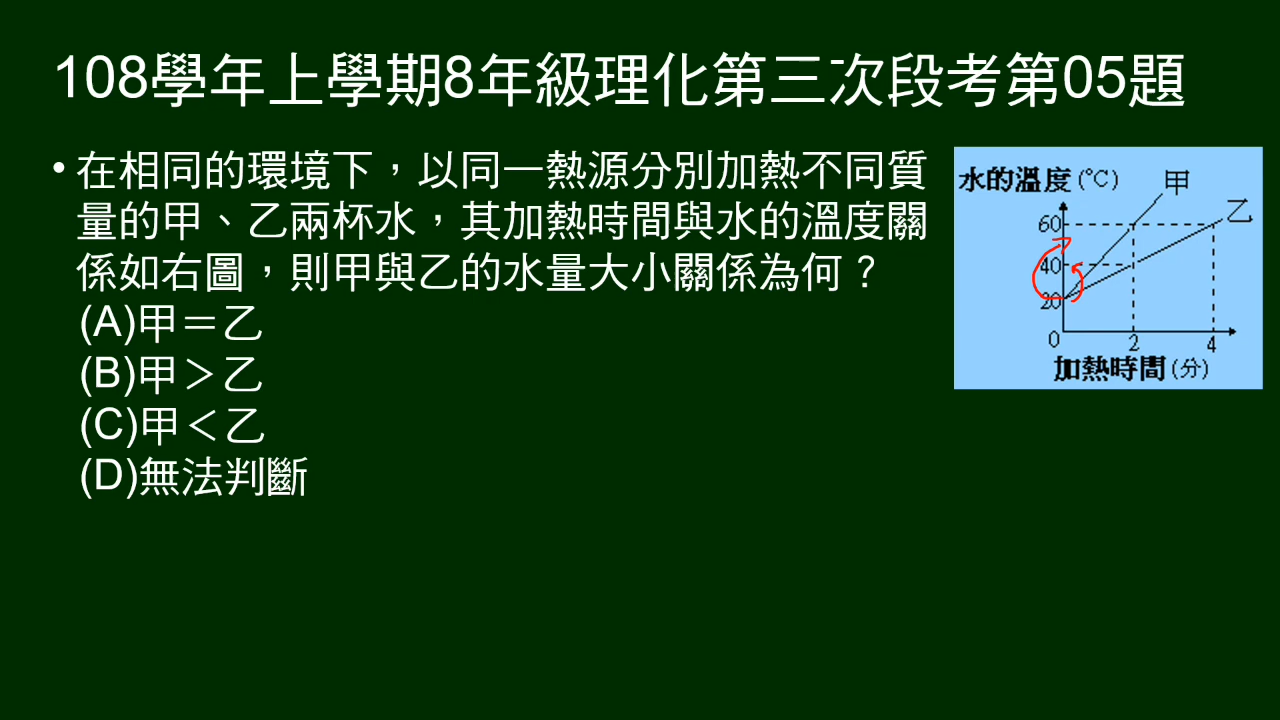 108學年上學期8年級理化第三次段考第05題
•在相同的環境下，以同一熱源分別加熱不同質
量的甲、乙兩杯水，其加熱時間與水的溫度關
係如右圖，則甲與乙的水量大小關係為何？
(A)甲＝乙
(B)甲＞乙
(C)甲＜乙
(D)無法判斷
水的溫度(℃)
甲
乙
60
40
20
0
2
4
加熱時間(分)